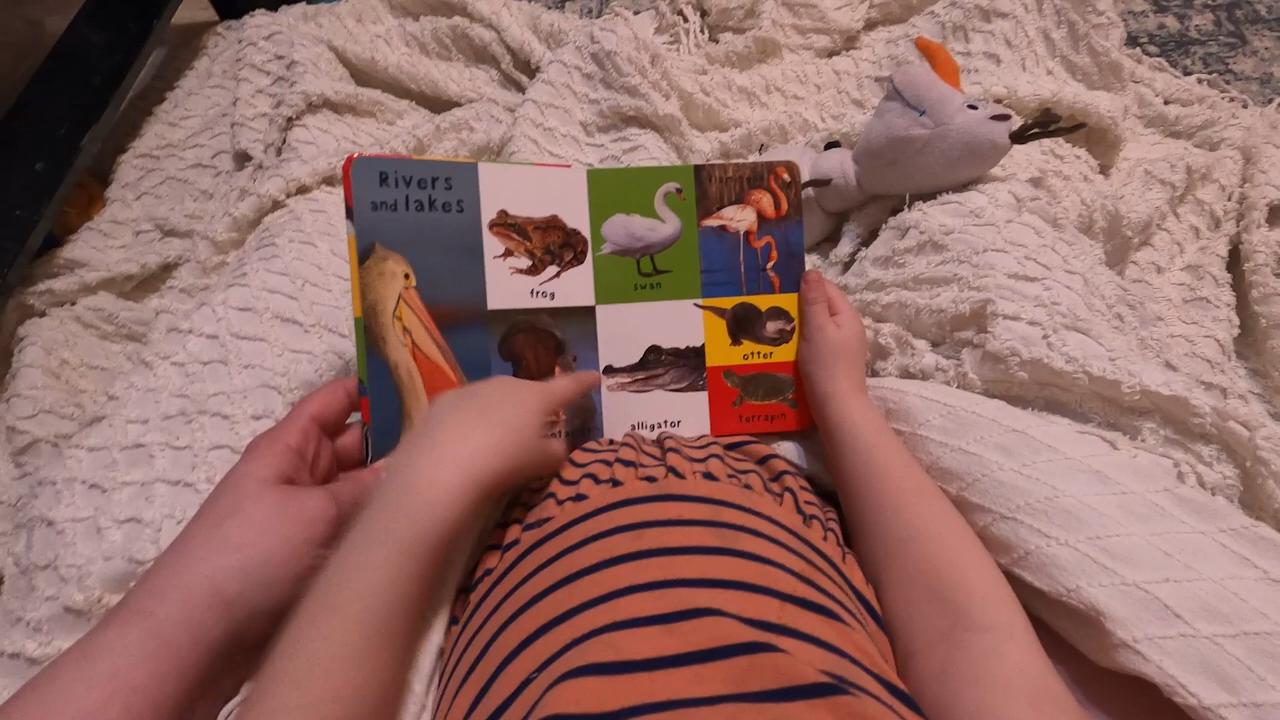 Rivers
and lakes
frog
swan
otter
alligator
terrapin